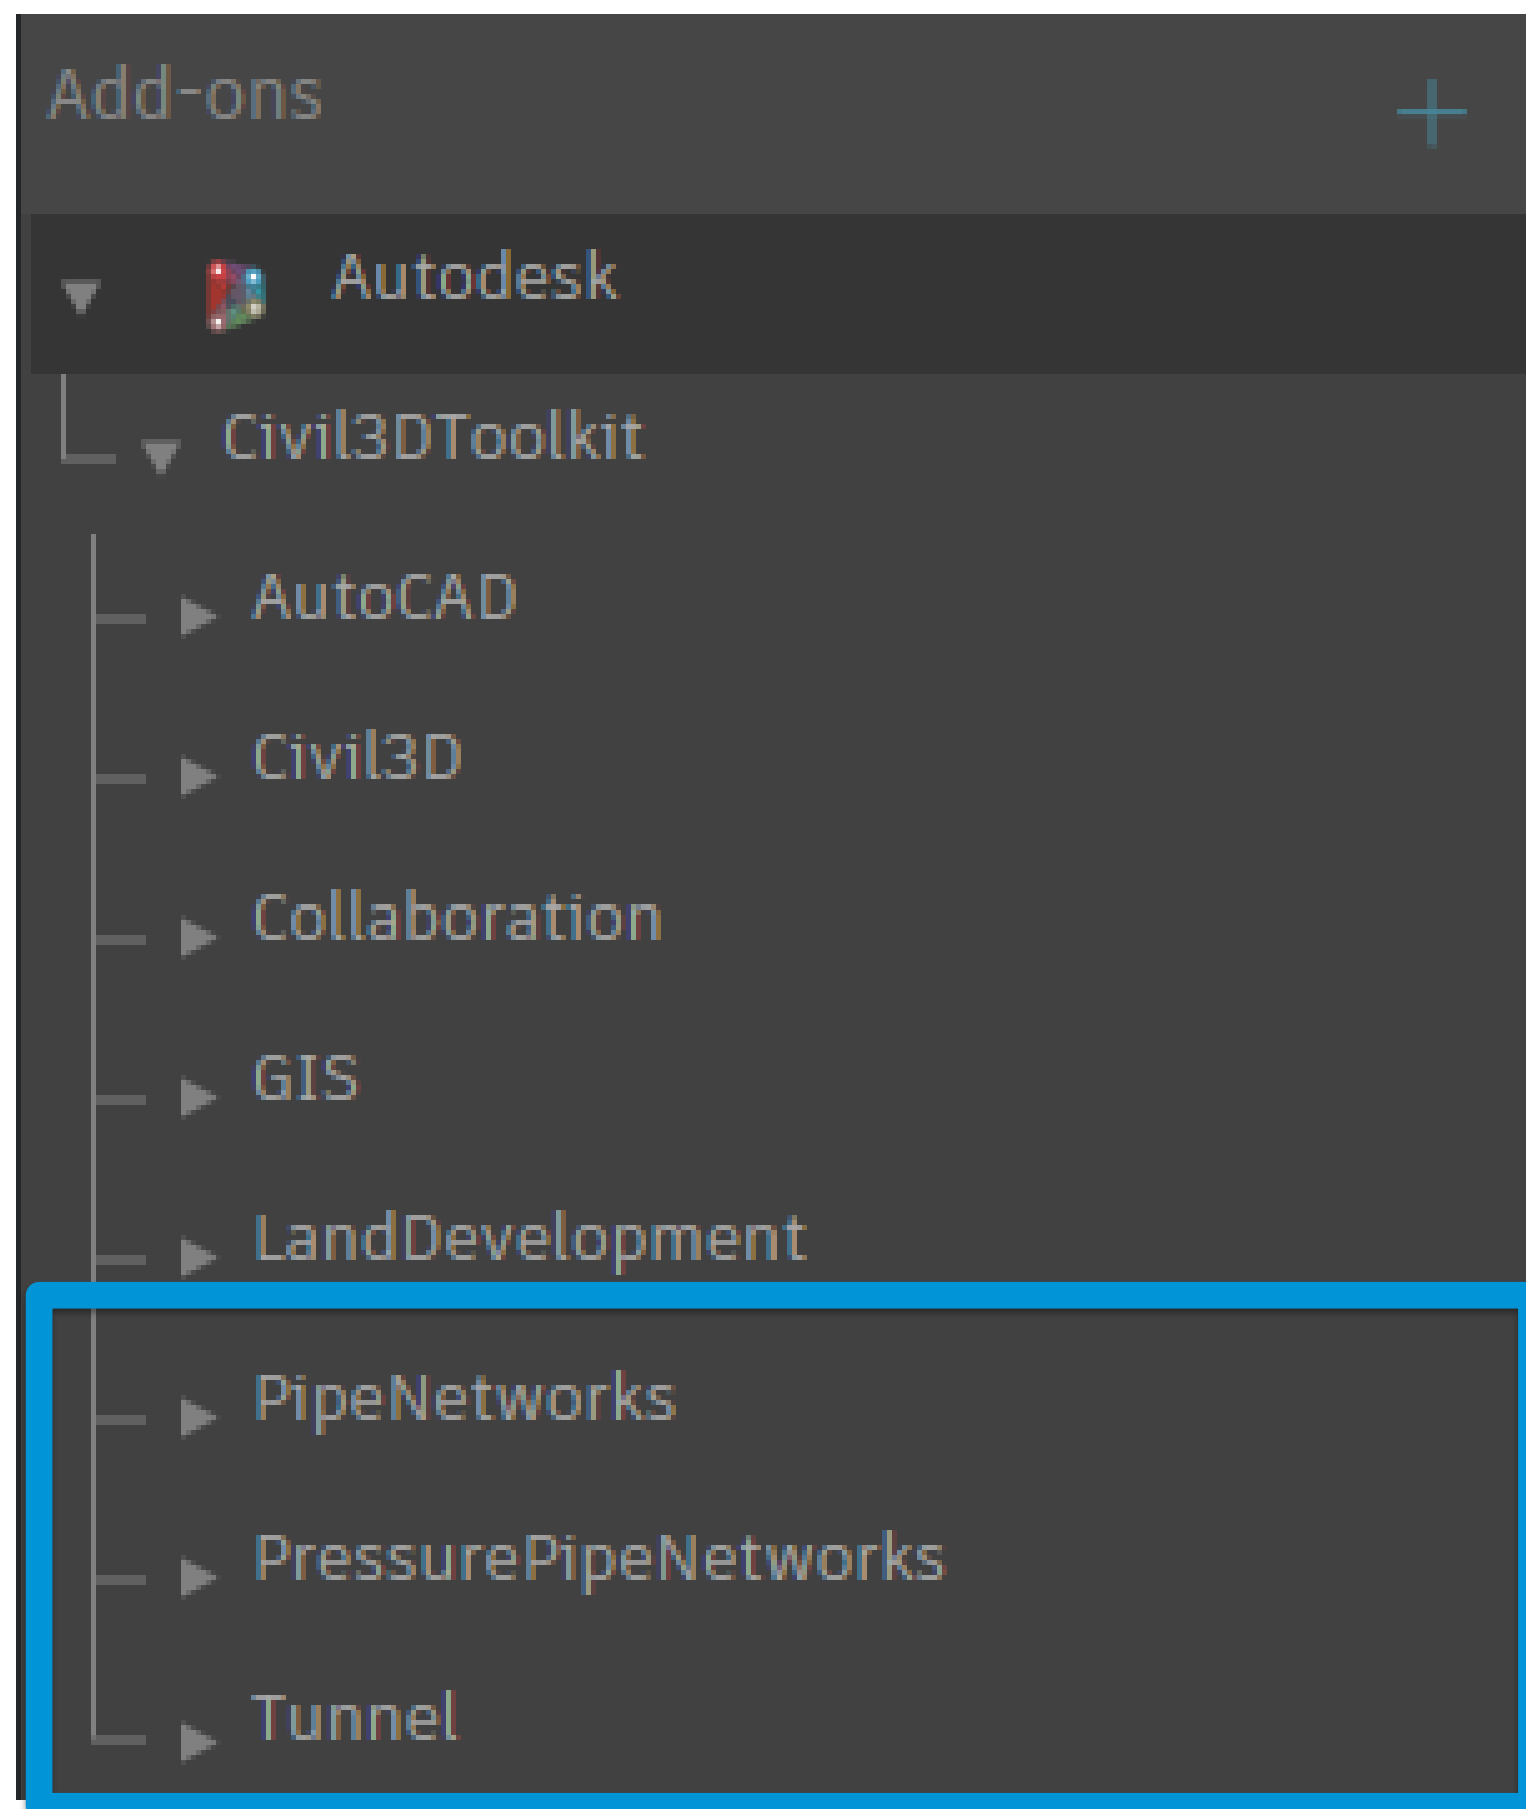 Add-ons
Autodesk
Civil3DToolkit
AutoCAD
Civil3D
Collaboration
GIS
LandDevelopment
PipeNetworks
PressurePipeNetworks
Tunnel